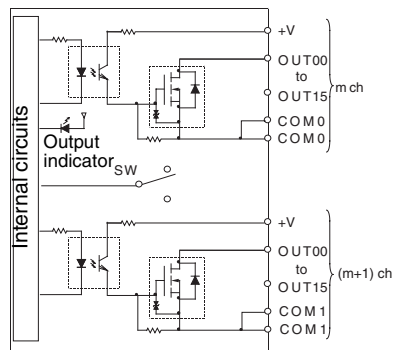 Internal circuits
+V
OUT00
to
OUT15
COM0
COM0
m ch
Output
indicator
SW
+V
OUT00
to
OUT15
COM1
COM1
(m+1) ch